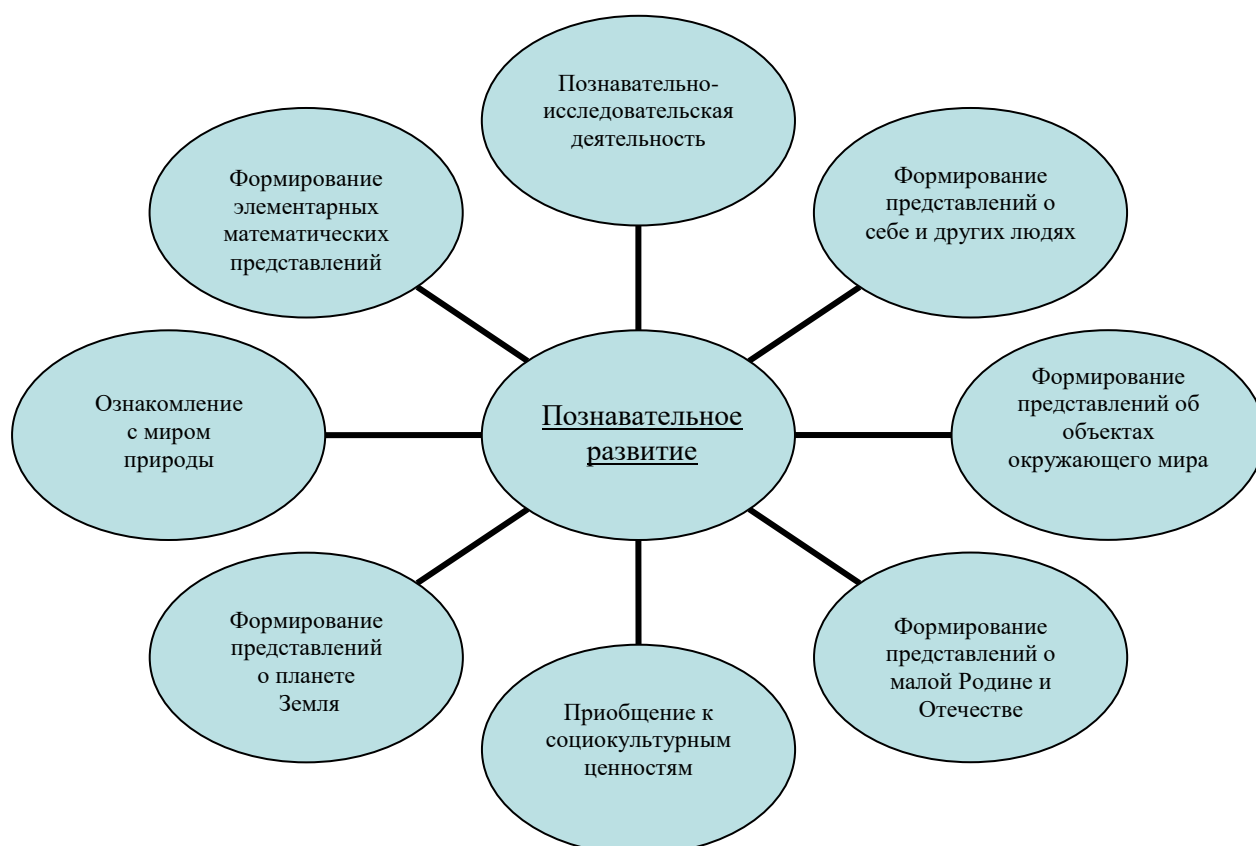 Познавательно-
исследовательская
деятельность
Формирование
элементарных
математических
представлений
Формирование
представлений о
себе и других людях
Ознакомление
с миром
природы
Познавательное
развитие
Формирование
представлений об
объектах
окружающего мира
Формирование
представлений
о планете
Земля
Приобщение к
социокультурным
ценностям
Формирование
представлений о
малой Родине и
Отечестве